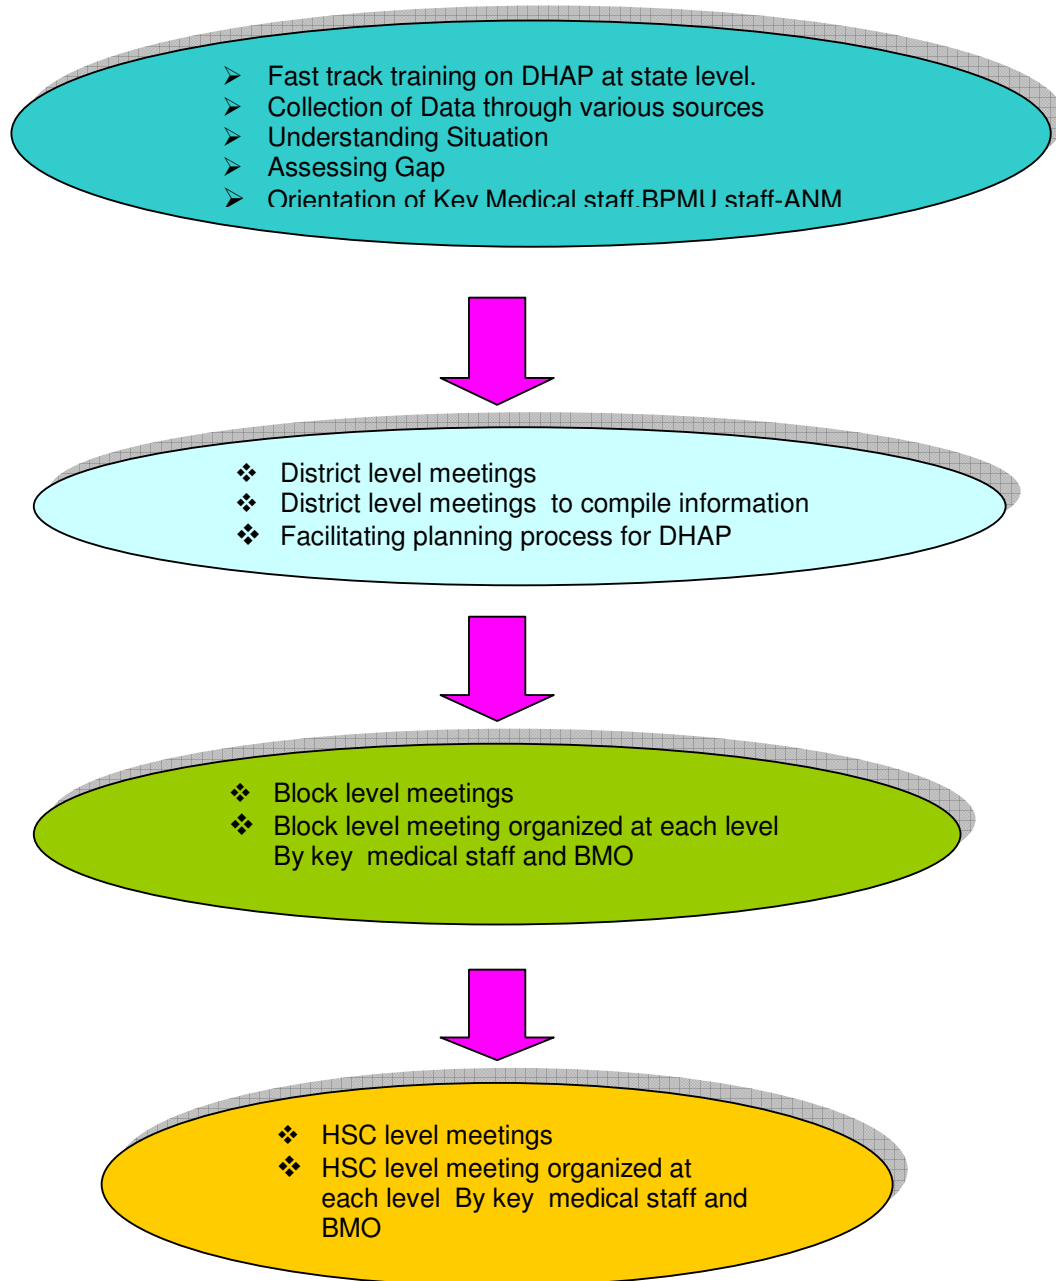 ➢ Fast track training on DHAP at state level.
➢ Collection of Data through various sources
➢ Understanding Situation
➢ Assessing Gap
➢ Orientation of Key Medical staff,BPMU staff-ANM
❖ District level meetings
❖ District level meetings to compile information
❖ Facilitating planning process for DHAP
❖ Block level meetings
❖ Block level meeting organized at each level
By key medical staff and BMO
❖ HSC level meetings
❖ HSC level meeting organized at
each level By key medical staff and
BMO